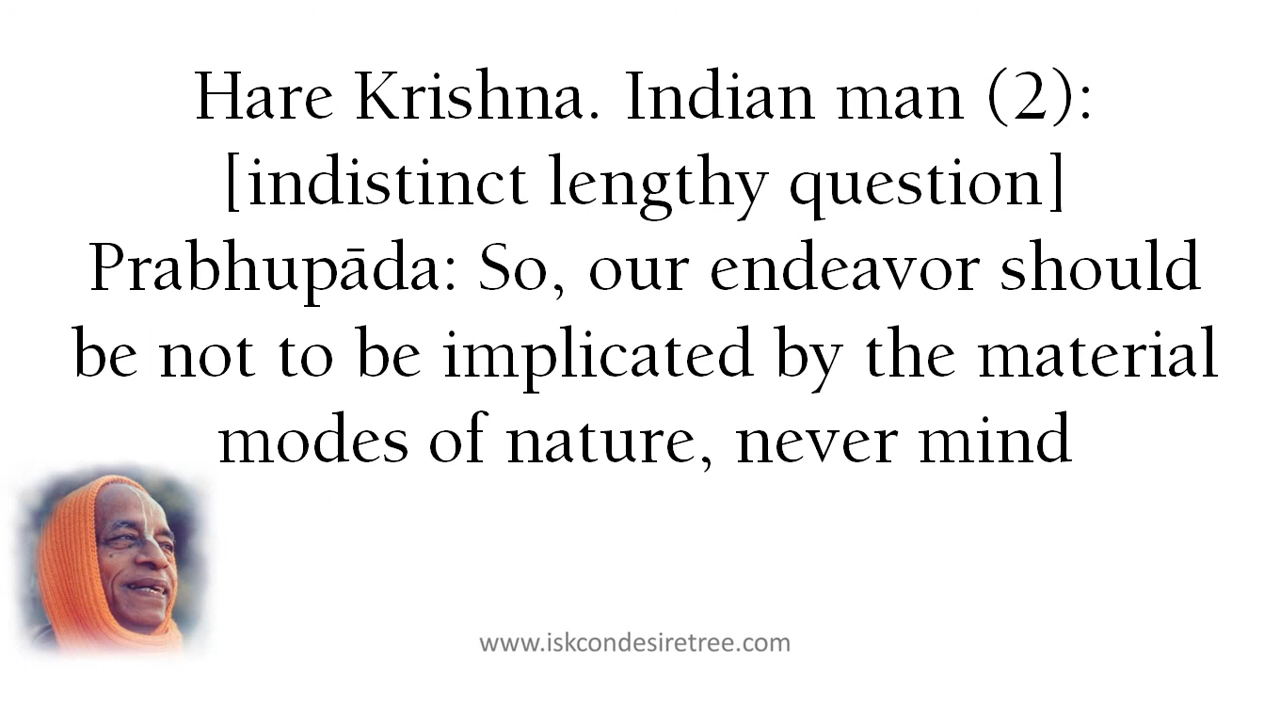 Hare Krishna. Indian man (2):
[indistinct lengthy question]
Prabhupāda: So, our endeavor should
be not to be implicated by the material
modes of nature, never mind
www.iskcondesiretree.com